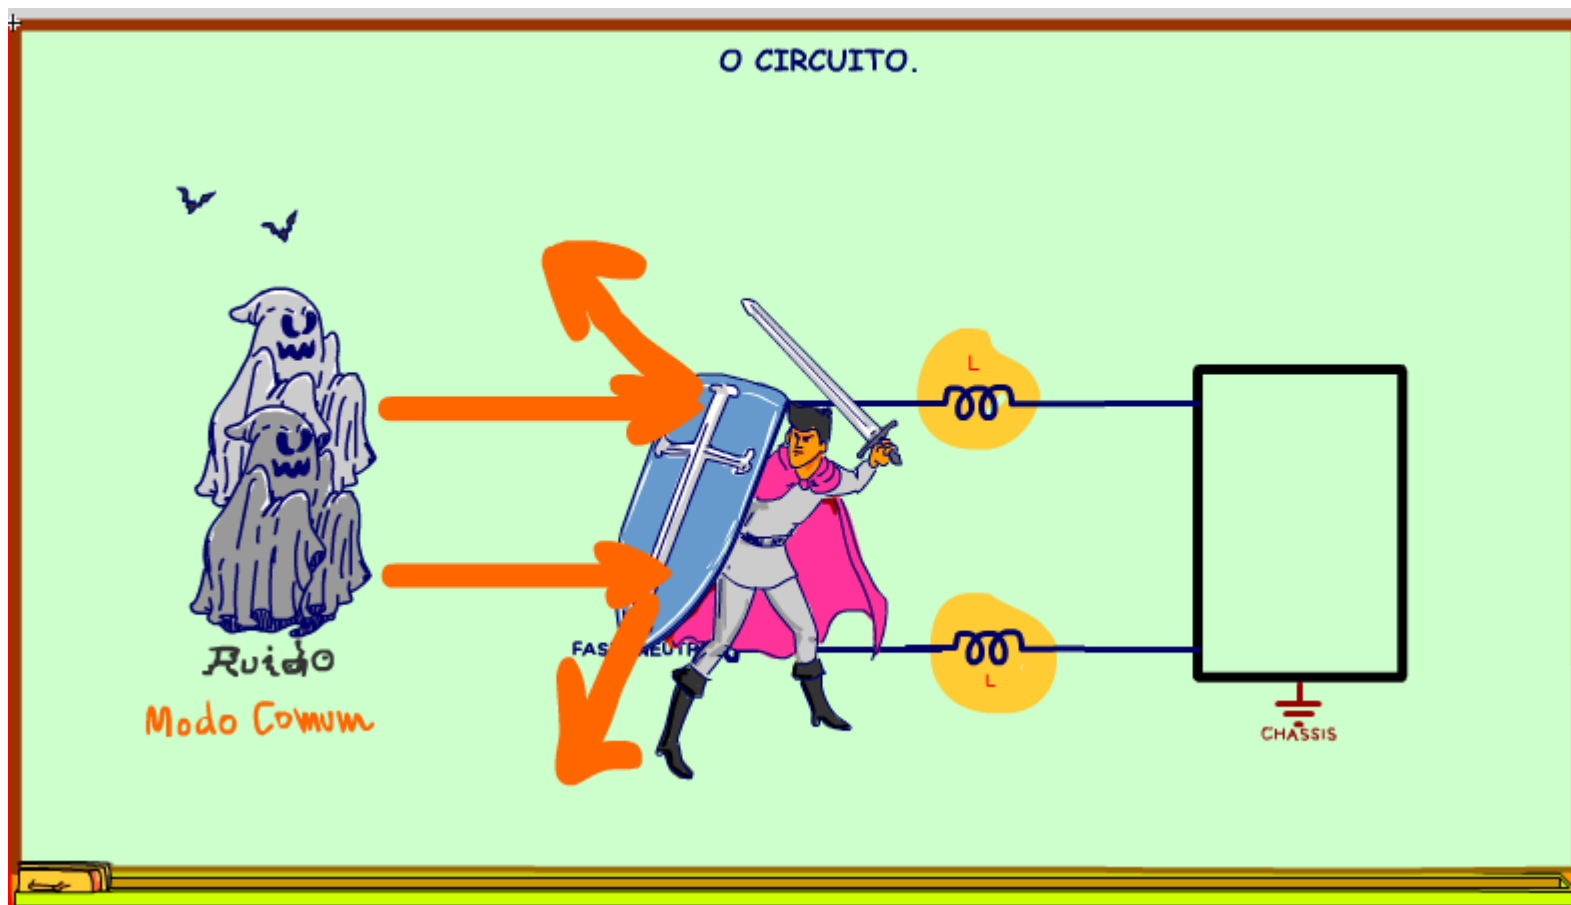 O CIRCUITO.
L
L
Ruido
Modo Comum
CHASSIS